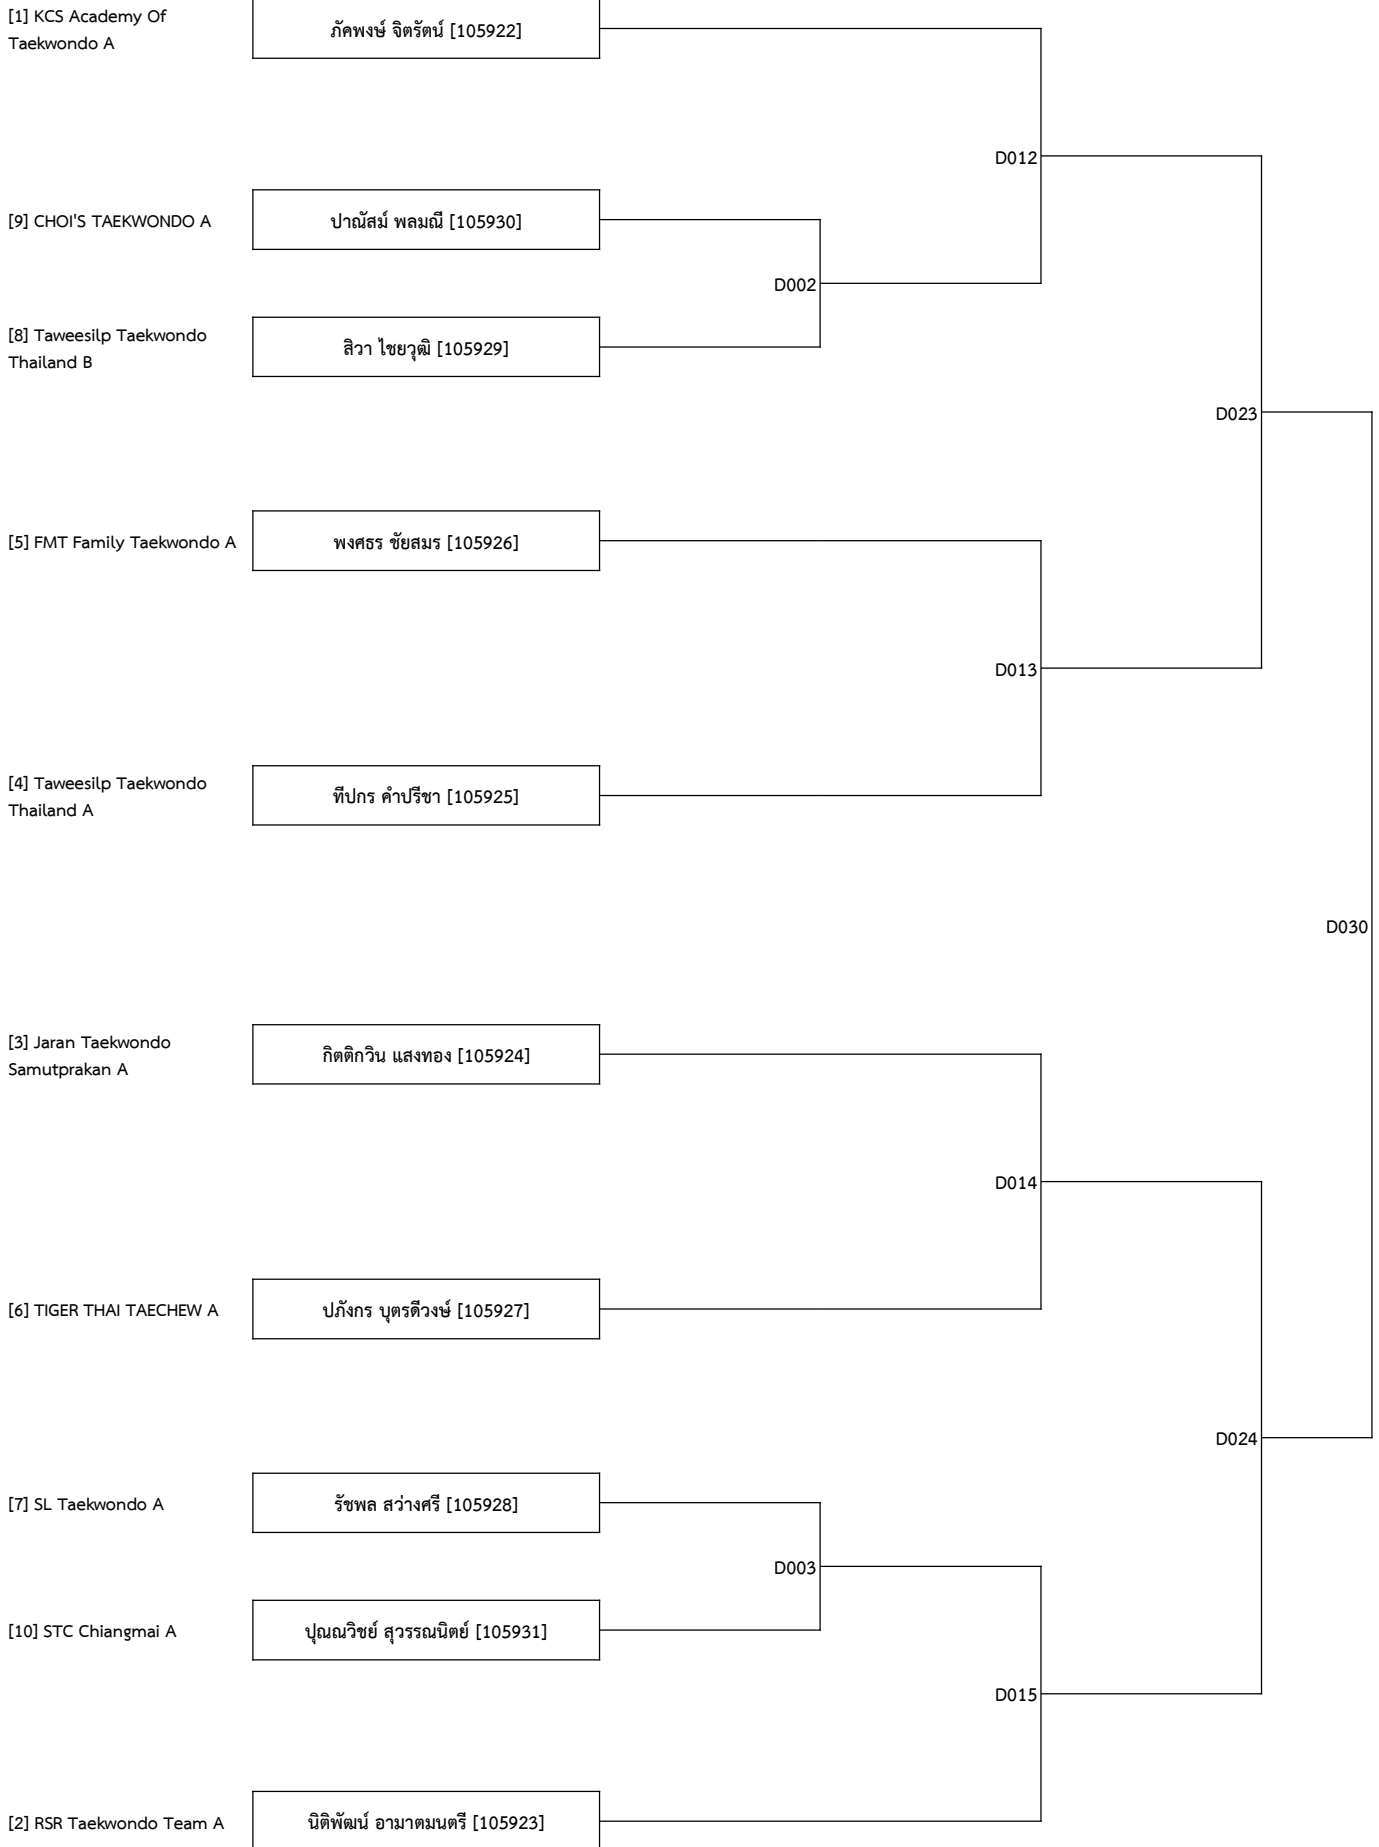 [1] KCS Academy Of
Taekwondo A
ภัคพงษ์ จิตรัตน์ [105922]
D012
[9] CHOI'S TAEKWONDO A
ปาณัสม์ พลมณี [105930]
D002
[8] Taweesilp Taekwondo
Thailand B
สิวา ไชยวุฒิ [105929]
D023
[5] FMT Family Taekwondo A
พงศธร ชัยสมร [105926]
D013
[4] Taweesilp Taekwondo
Thailand A
ทีปกร คำปรีชา [105925]
D030
[3] Jaran Taekwondo
Samutprakan A
กิตติกวิน แสงทอง [105924]
D014
[6] TIGER THAI TAECHEW A
ปภังกร บุตรดีวงษ์ [105927]
D024
[7] SL Taekwondo A
รัชพล สว่างศรี [105928]
D003
[10] STC Chiangmai A
ปุณณวิชย์ สุวรรณนิตย์ [105931]
D015
[2] RSR Taekwondo Team A
นิติพัฒน์ อามาตมนตรี [105923]